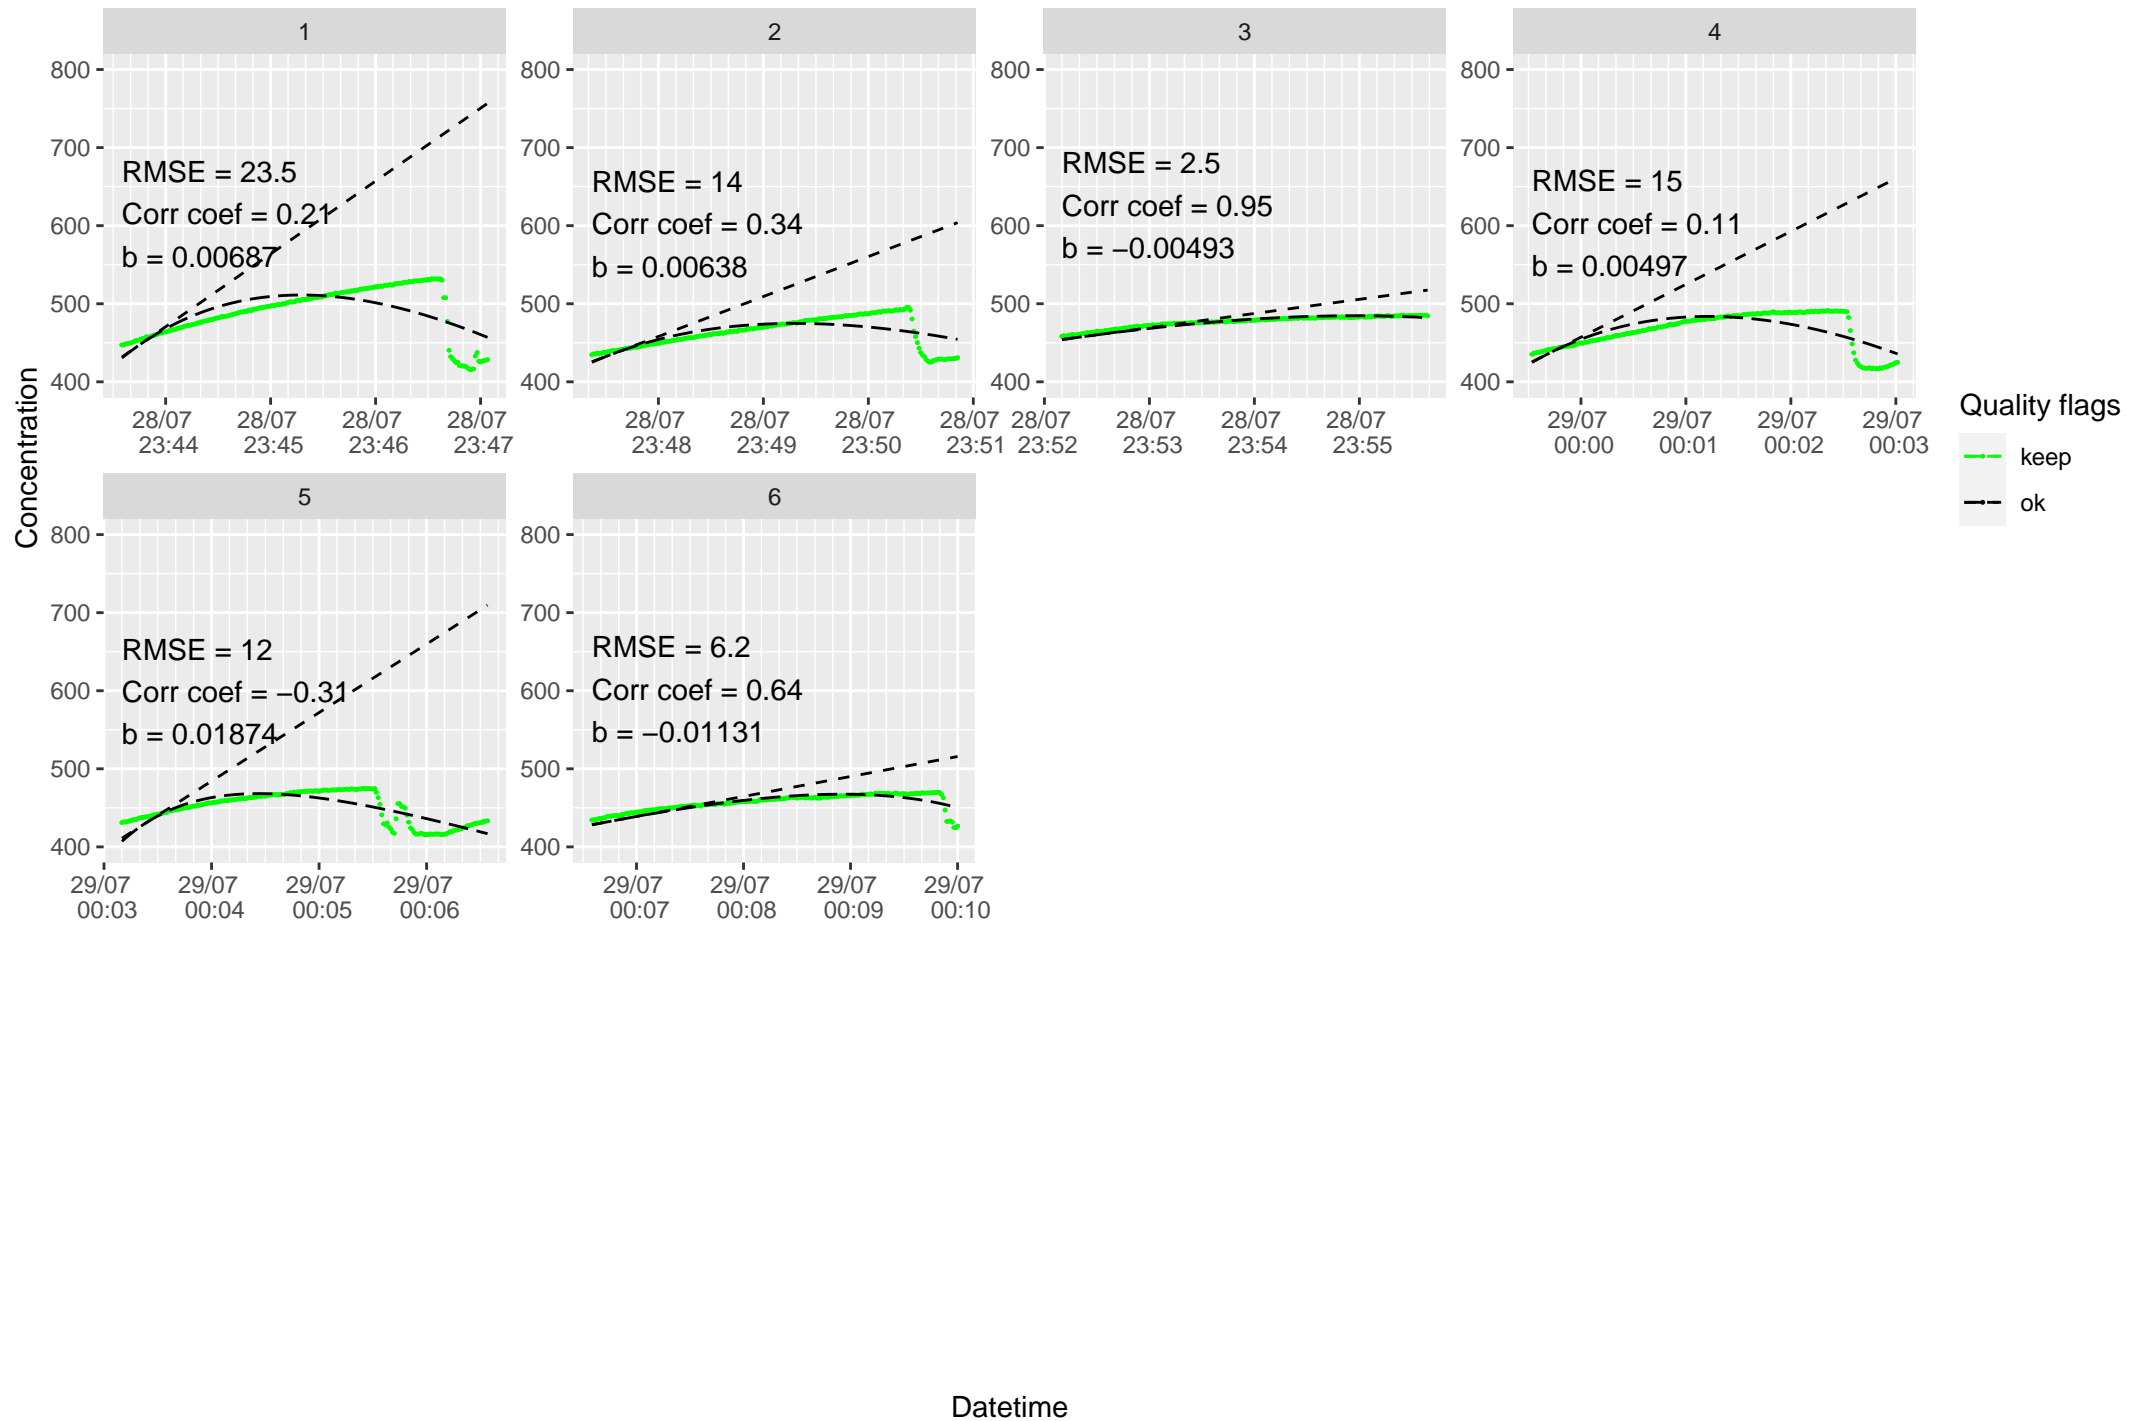 1
2
3
4
800
700
600
500
400
RMSE = 23.5
Corr coef = 0.21
b = 0.00687
28/07 28/07 28/07 28/07
23:44 23:45 23:46 23:47
800
700
600
500
400
RMSE = 14
Corr coef = 0.34
b = 0.00638
28/07 28/07 28/07 28/07
23:48 23:49 23:50 23:51
800
700
600
500
400
RMSE = 2.5
Corr coef = 0.95
b = −0.00493
28/07 28/07 28/07 28/07
23:52 23:53 23:54 23:55
800
700
600
500
400
RMSE = 15
Corr coef = 0.11
b = 0.00497
29/07 29/07 29/07 29/07
00:00 00:01 00:02 00:03
Concentration
Quality flags
keep
ok
5
6
800
700
600
500
400
RMSE = 12
Corr coef = −0.31
b = 0.01874
29/07 29/07 29/07 29/07
00:03 00:04 00:05 00:06
800
700
600
500
400
RMSE = 6.2
Corr coef = 0.64
b = −0.01131
29/07 29/07 29/07 29/07
00:07 00:08 00:09 00:10
Datetime